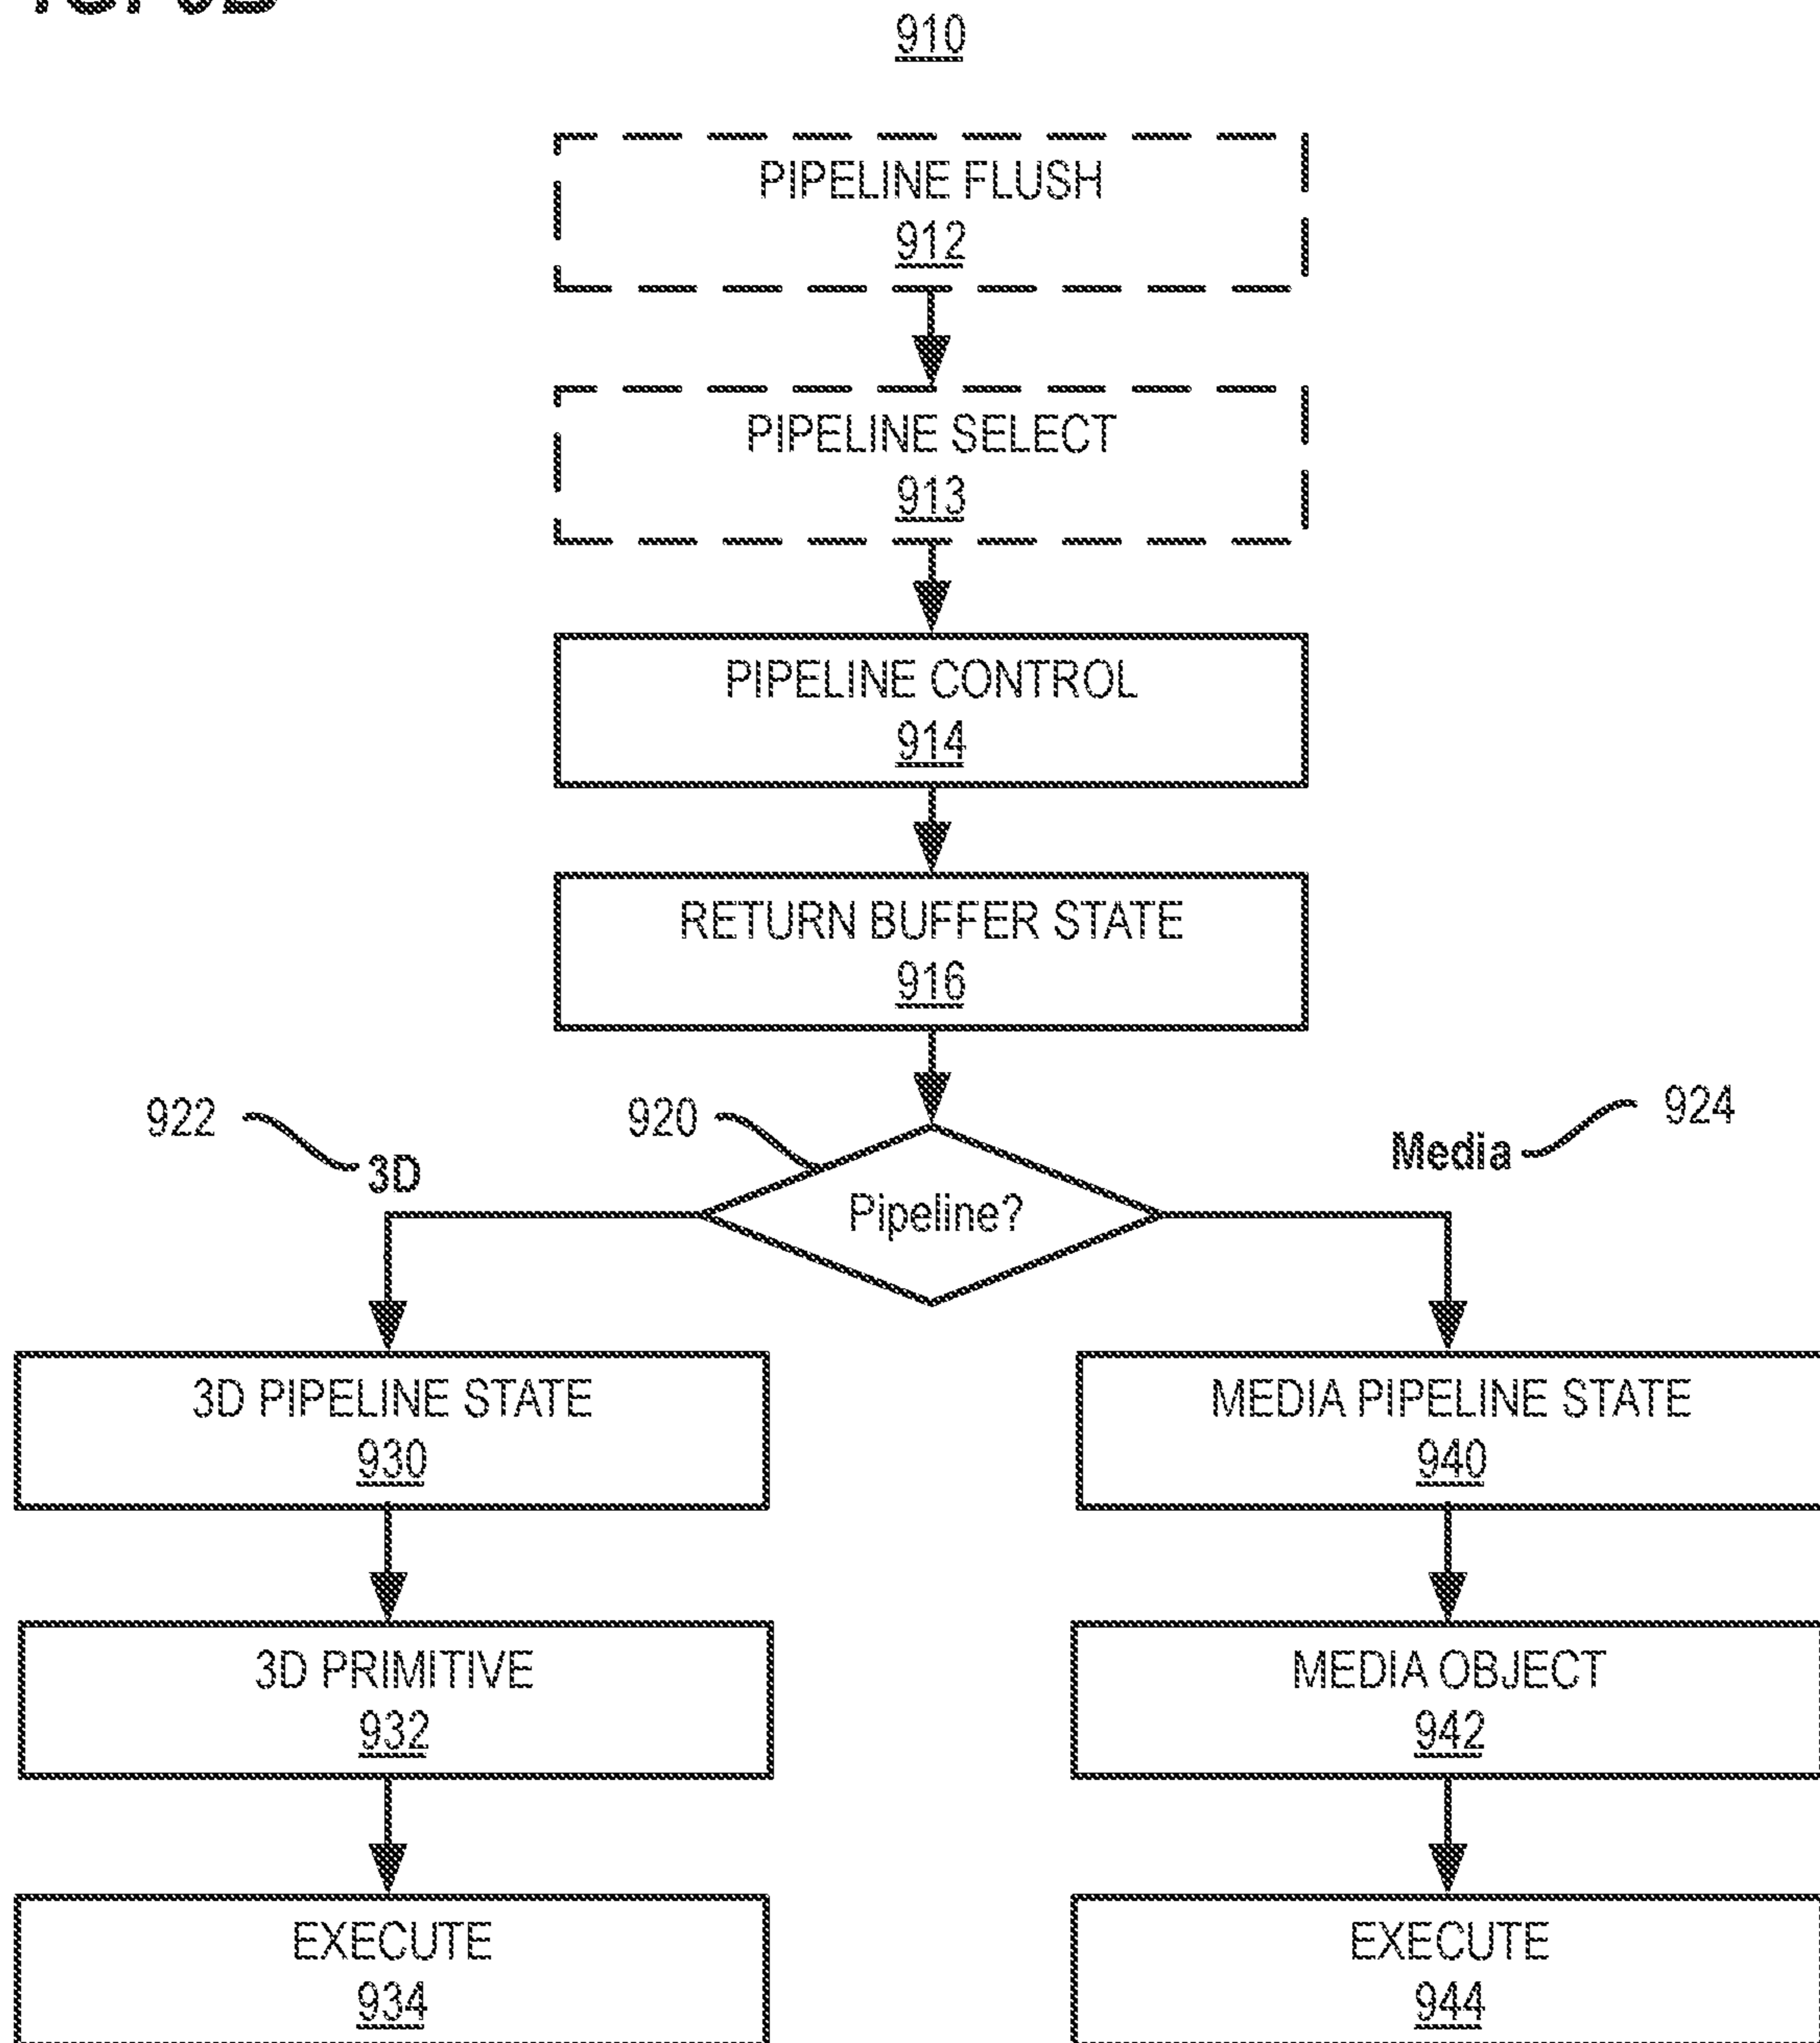 910
PIPELINE FLUSH
912
PIPELINE SELECT
913
PIPELINE CONTROL
914
RETURN BUFFER STATE
916
922
920
924
3D
Media
Pipeline?
3D PIPELINE STATE
930
MEDIA PIPELINE STATE
940
3D PRIMITIVE
932
MEDIA OBJECT
942
EXECUTE
934
EXECUTE
944